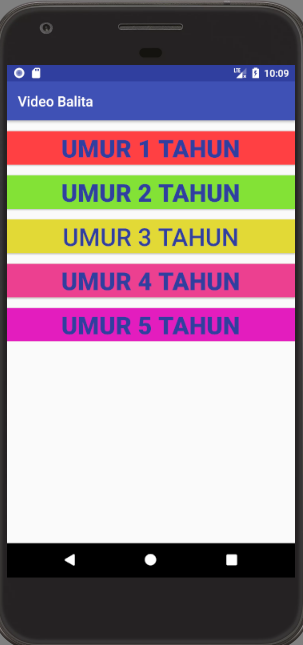 LTE 10:09
Video Balita
UMUR 1 TAHUN
UMUR 2 TAHUN
UMUR 3 TAHUN
UMUR 4 TAHUN
UMUR 5 TAHUN